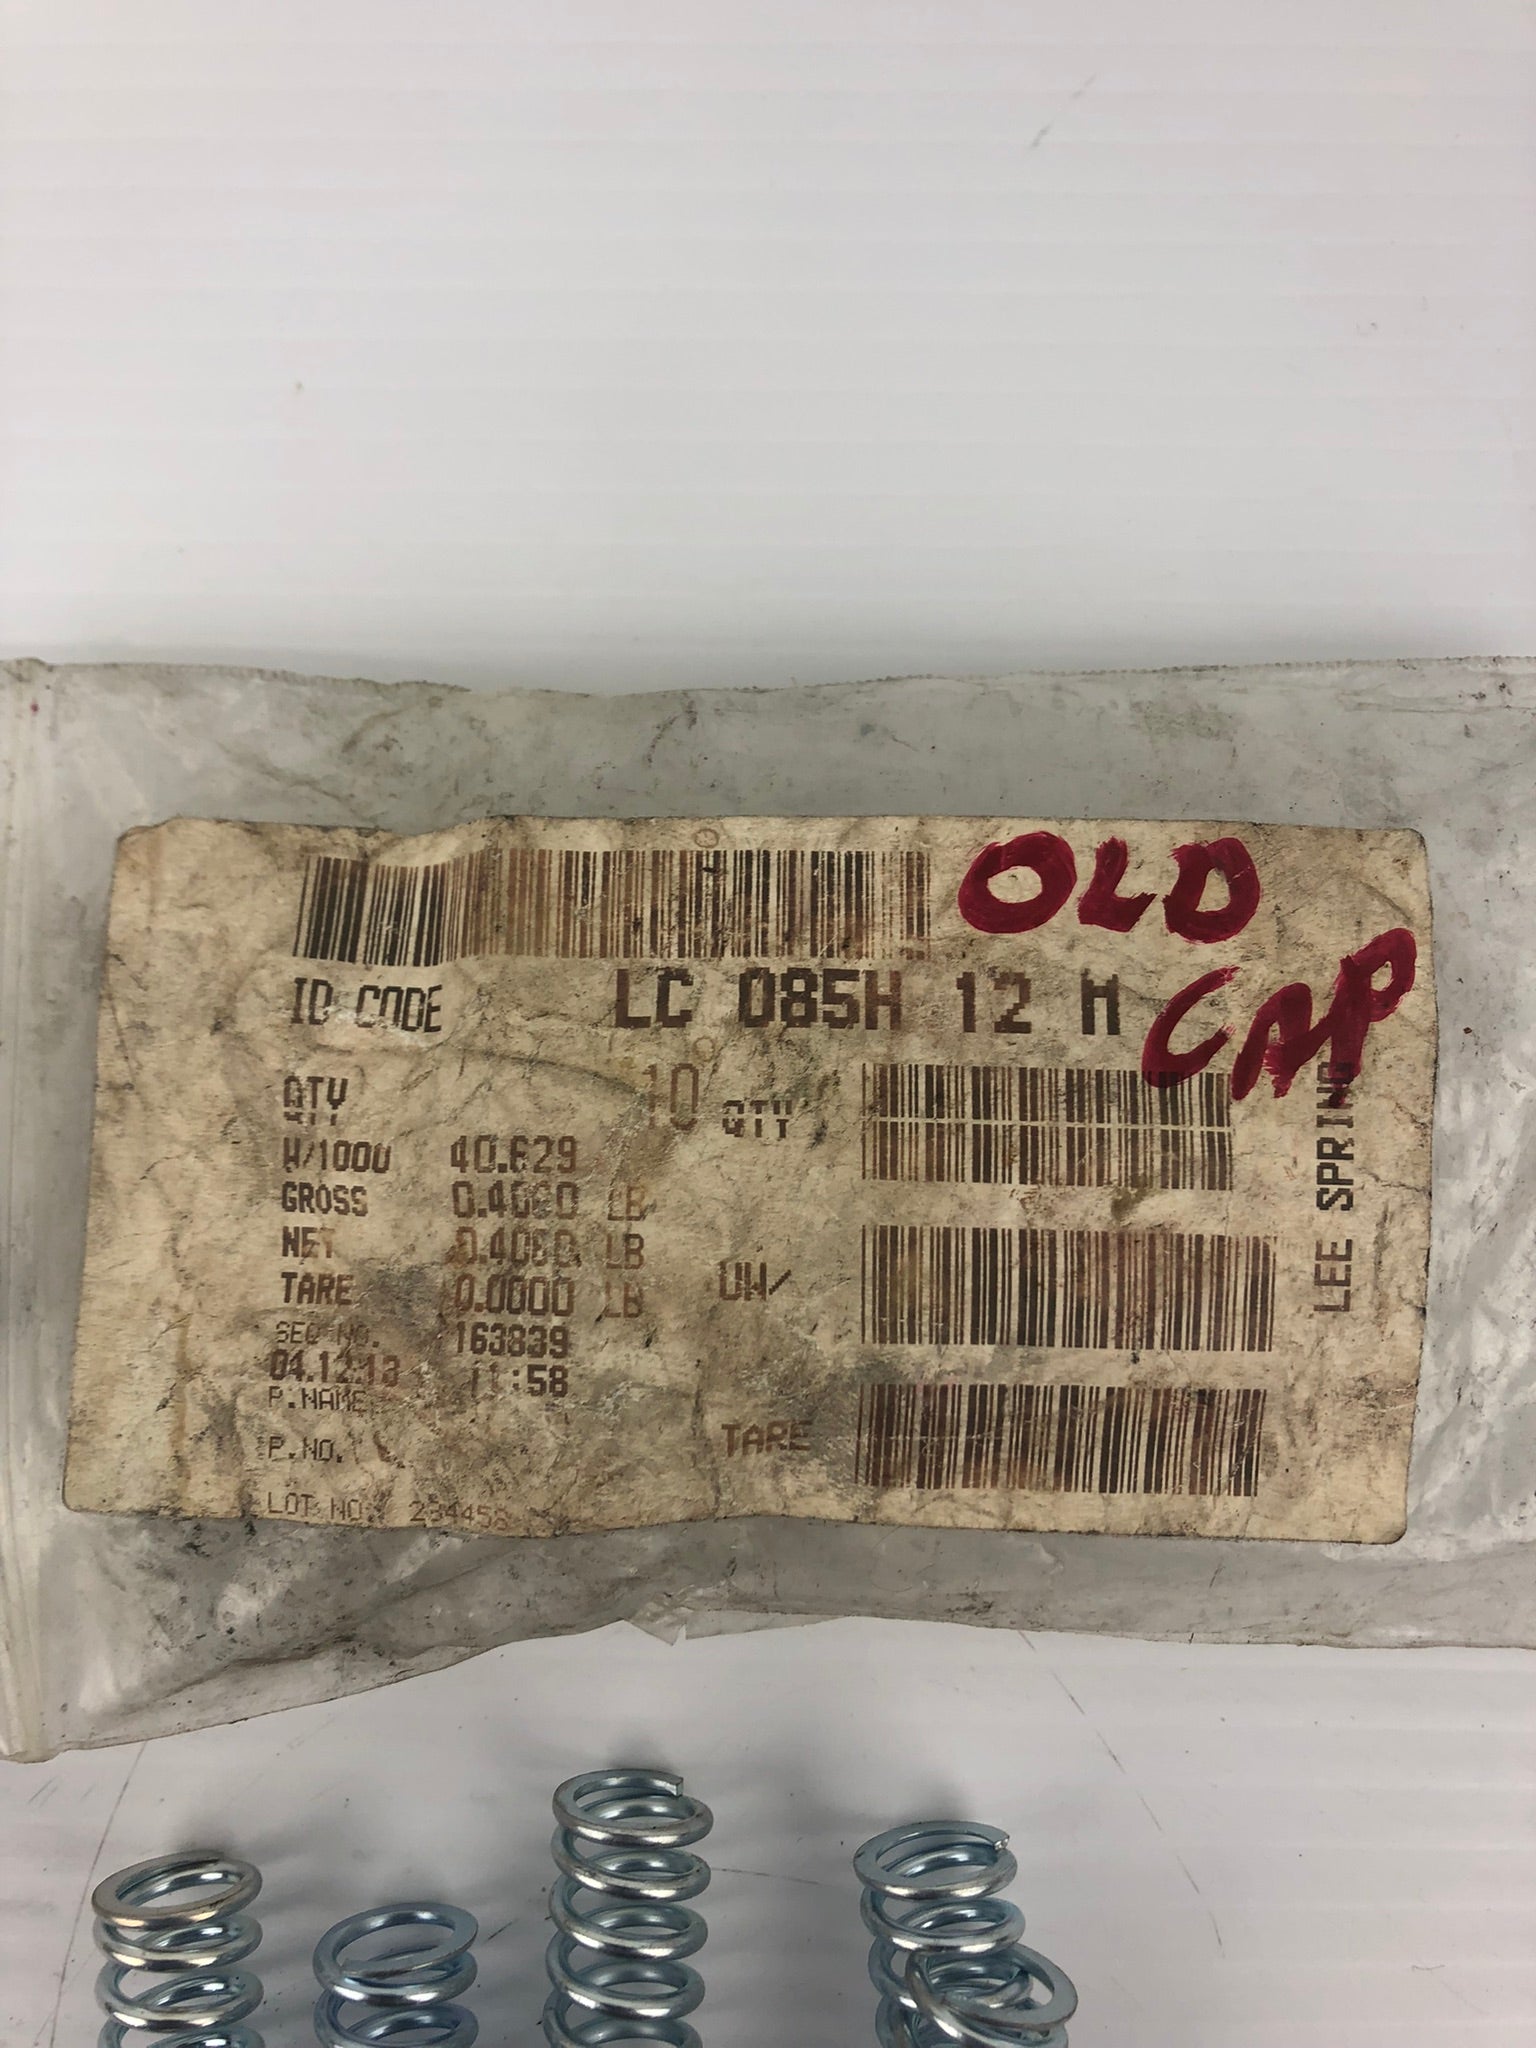 OLD
CAP
ID CODE LC 085H 12 M
QTY 10 QTY
W/1000 40.629
GROSS 0.4060 LB
NET 0.4060 LB
TARE 0.0000 LB
UW/
SEQ NO. 163839
04.12.13 11:58
P.NAME
P.NO.
TARE
LOT NO.
LEE SPRING